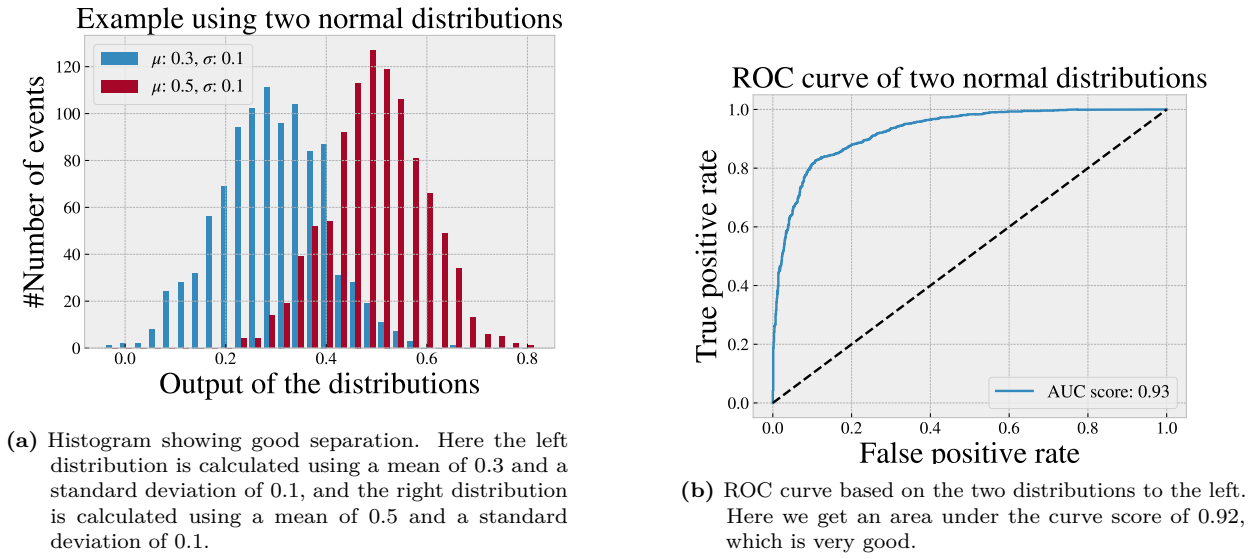 Example using two normal distributions
μ: 0.3, σ: 0.1
μ: 0.5, σ: 0.1
#Number of events
120
100
80
60
40
20
0
0.0 0.2 0.4 0.6 0.8
Output of the distributions
(a) Histogram showing good separation. Here the left
distribution is calculated using a mean of 0.3 and a
standard deviation of 0.1, and the right distribution
is calculated using a mean of 0.5 and a standard
deviation of 0.1.
ROC curve of two normal distributions
True positive rate
1.0
0.8
0.6
0.4
0.2
0.0
AUC score: 0.93
0.0 0.2 0.4 0.6 0.8 1.0
False positive rate
(b) ROC curve based on the two distributions to the left.
Here we get an area under the curve score of 0.92,
which is very good.